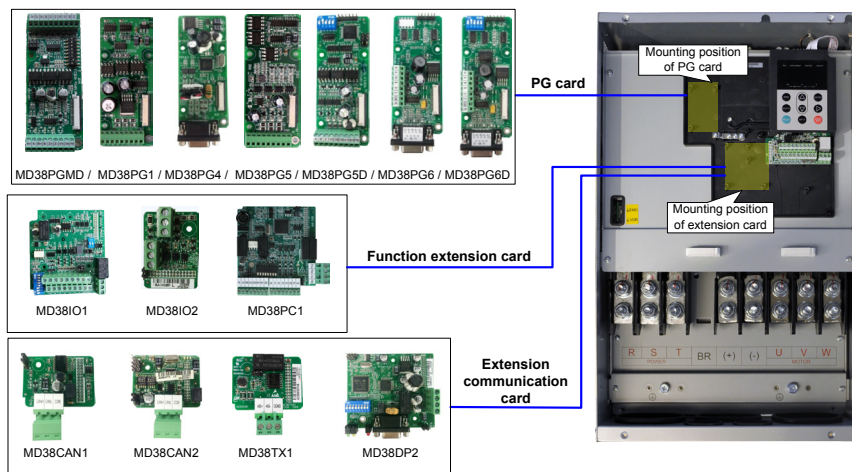 Mounting position
of PG card
PG card
MD38PGMD / MD38PG1 / MD38PG4 / MD38PG5 / MD38PG5D / MD38PG6 / MD38PG6D
Mounting position
of extension card
Function extension card
MD38IO1
MD38IO2
MD38PC1
Extension
communication
card
R S T BR (+) (-) U V W
POWER MOTOR
MD38CAN1
MD38CAN2
MD38TX1
MD38DP2